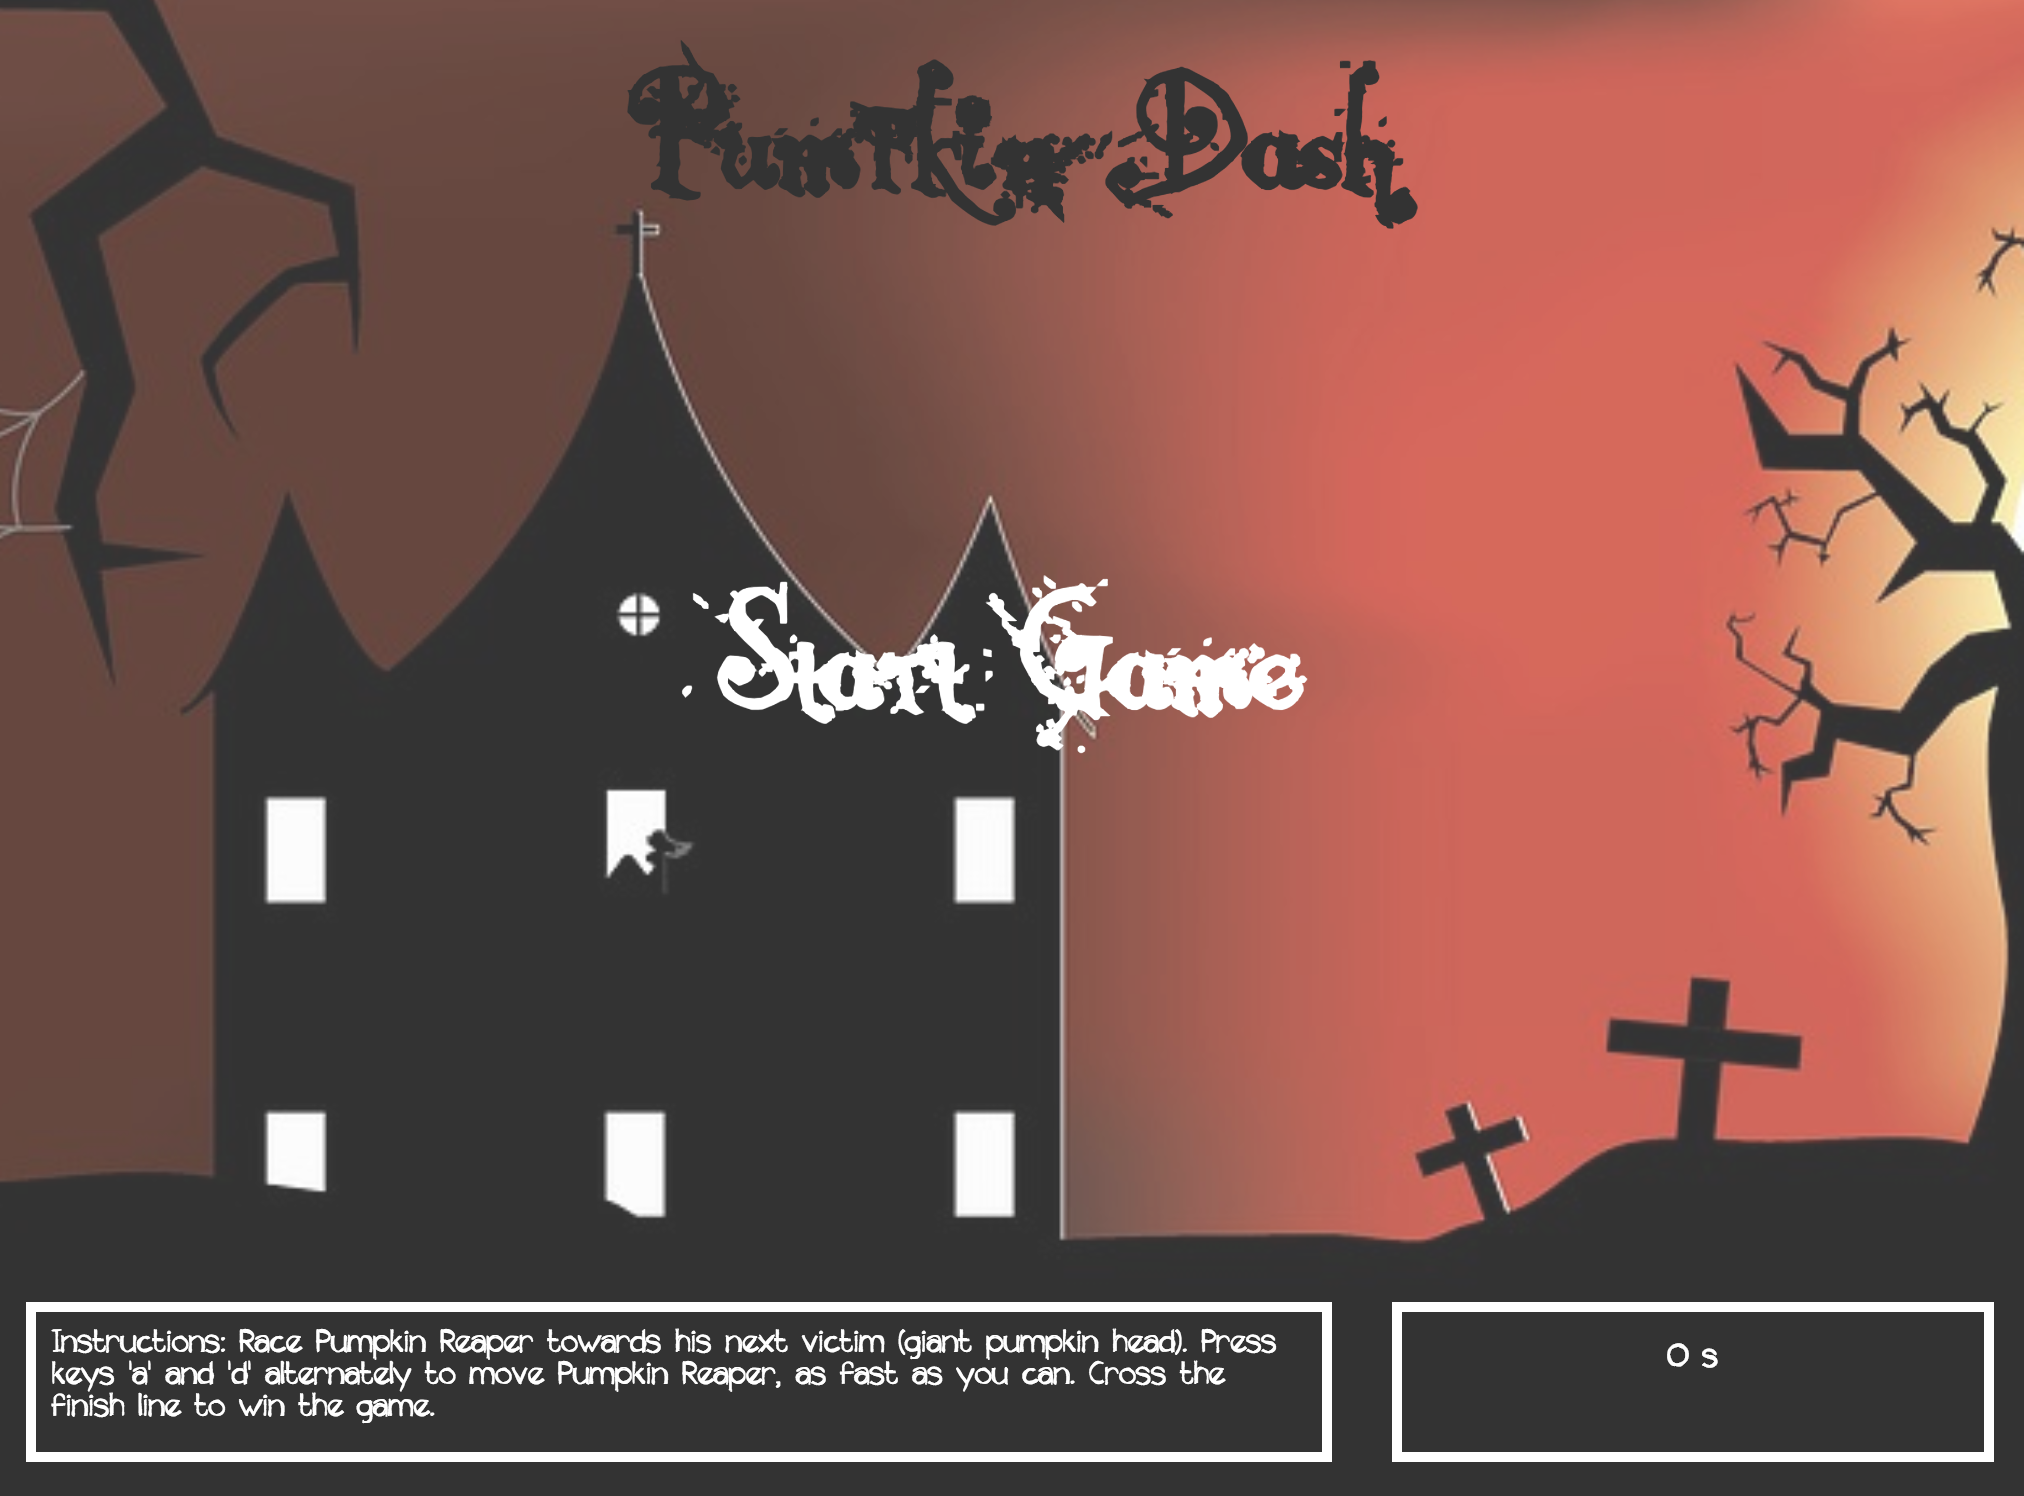 Pumpkin Dash
Start Game
Instructions: Race Pumpkin Reaper towards his next victim (giant pumpkin head). Press
keys 'a' and 'd' alternately to move Pumpkin Reaper, as fast as you can. Cross the
finish line to win the game.
0 s